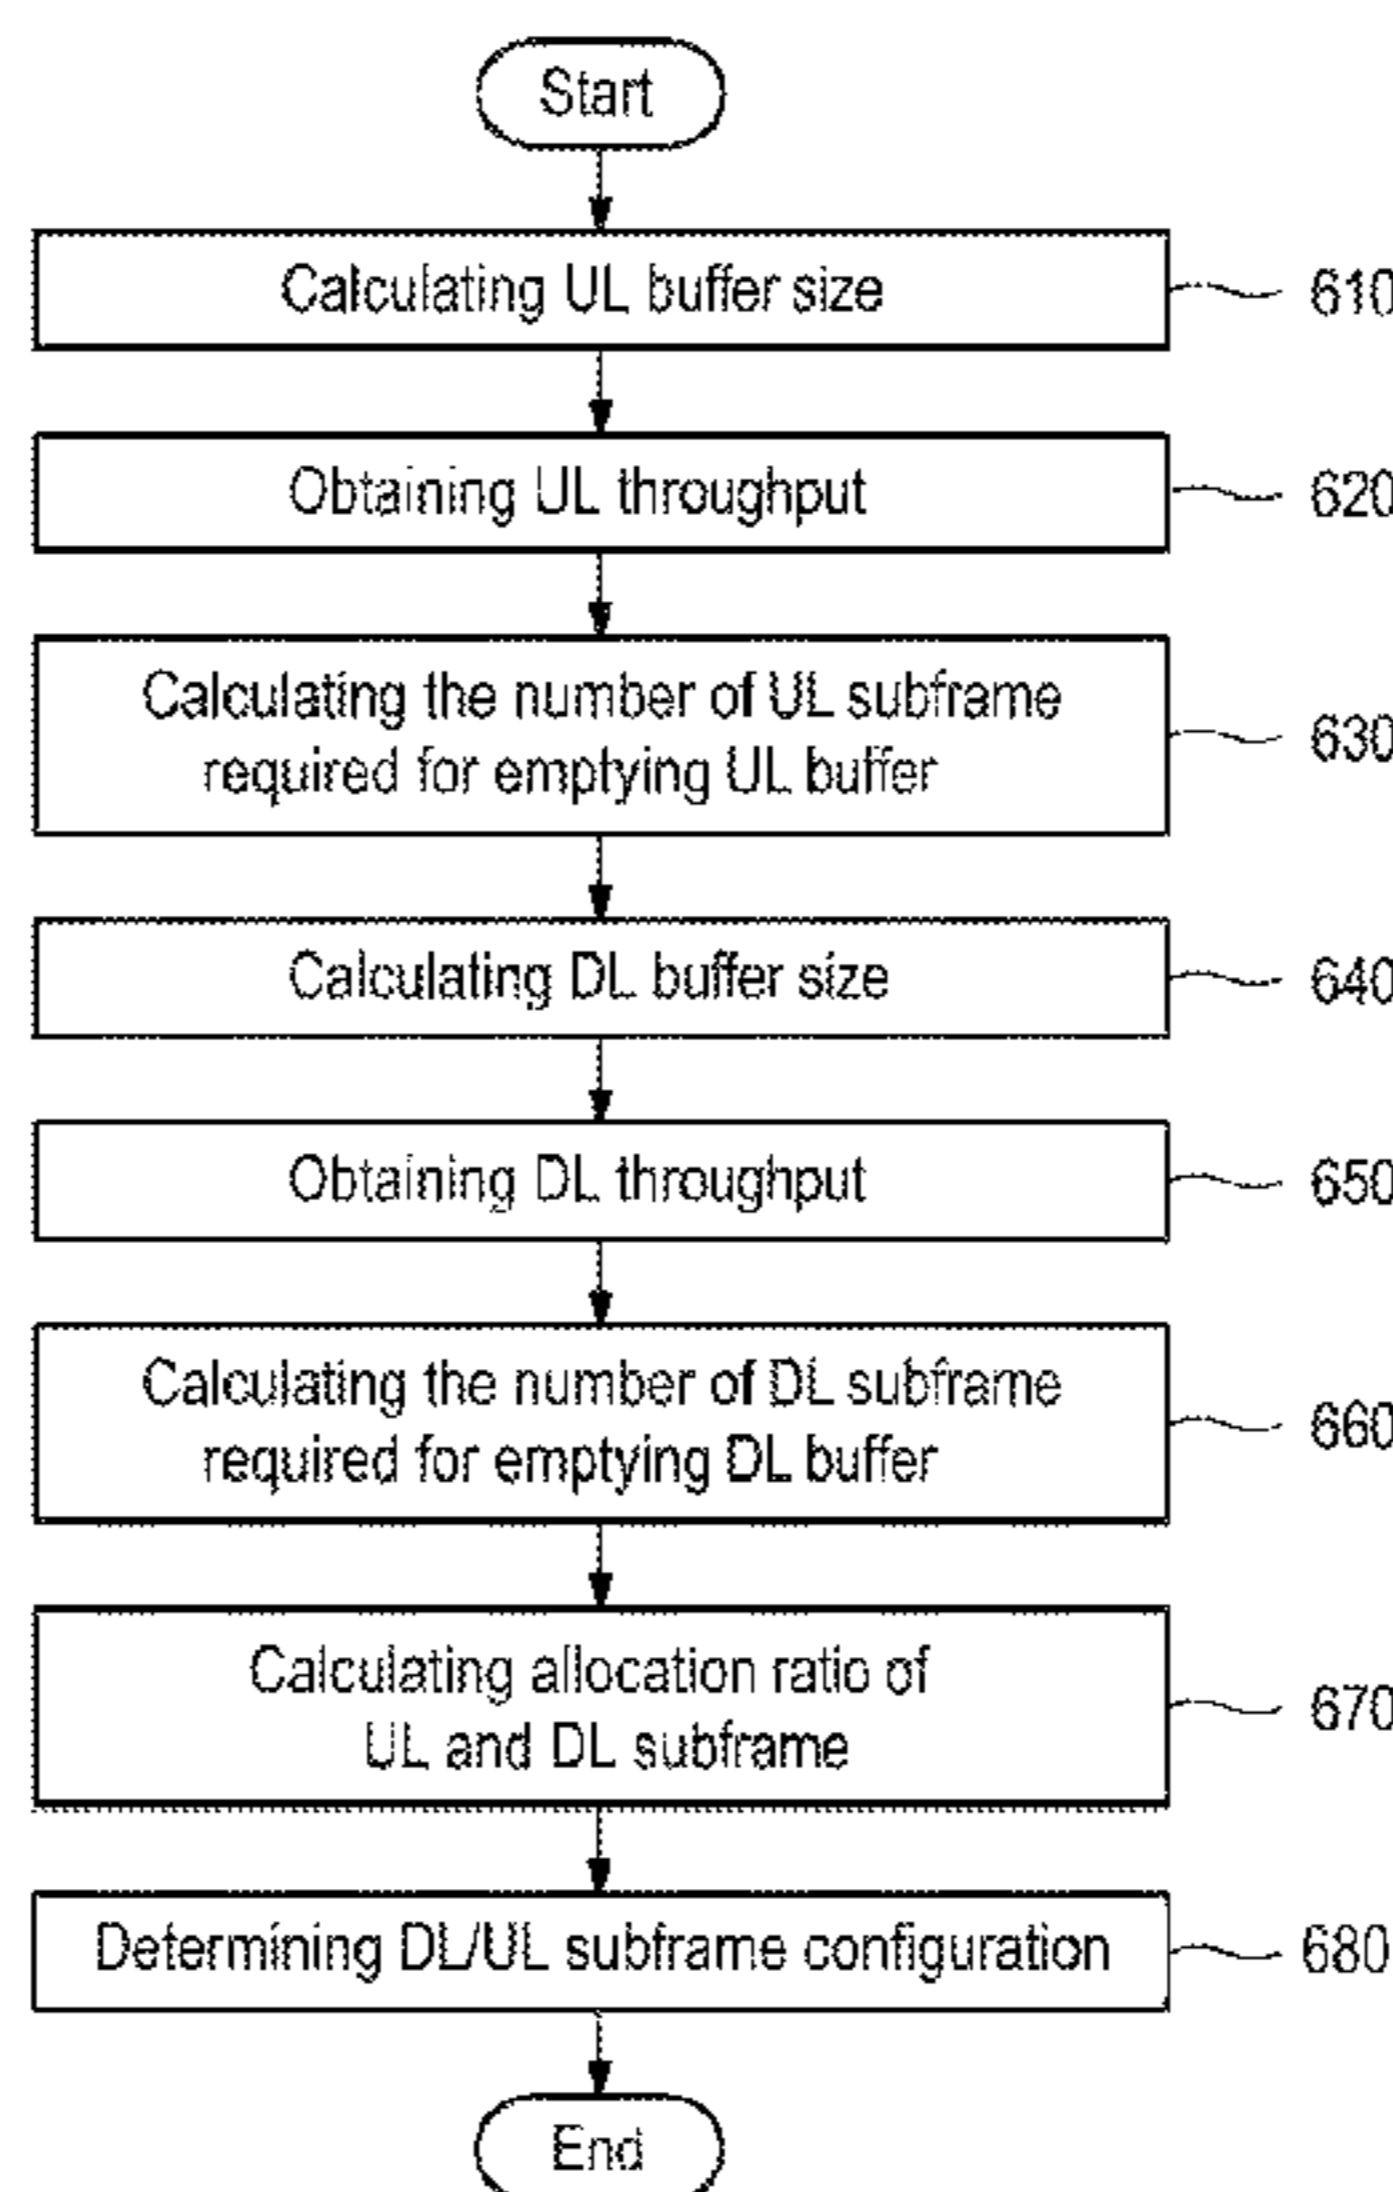 Start
Calculating UL buffer size
610
Obtaining UL throughput
620
Calculating the number of UL subframe
required for emptying UL buffer
630
Calculating DL buffer size
640
Obtaining DL throughput
650
Calculating the number of DL subframe
required for emptying DL buffer
660
Calculating allocation ratio of
UL and DL subframe
670
Determining DL/UL subframe configuration
680
End